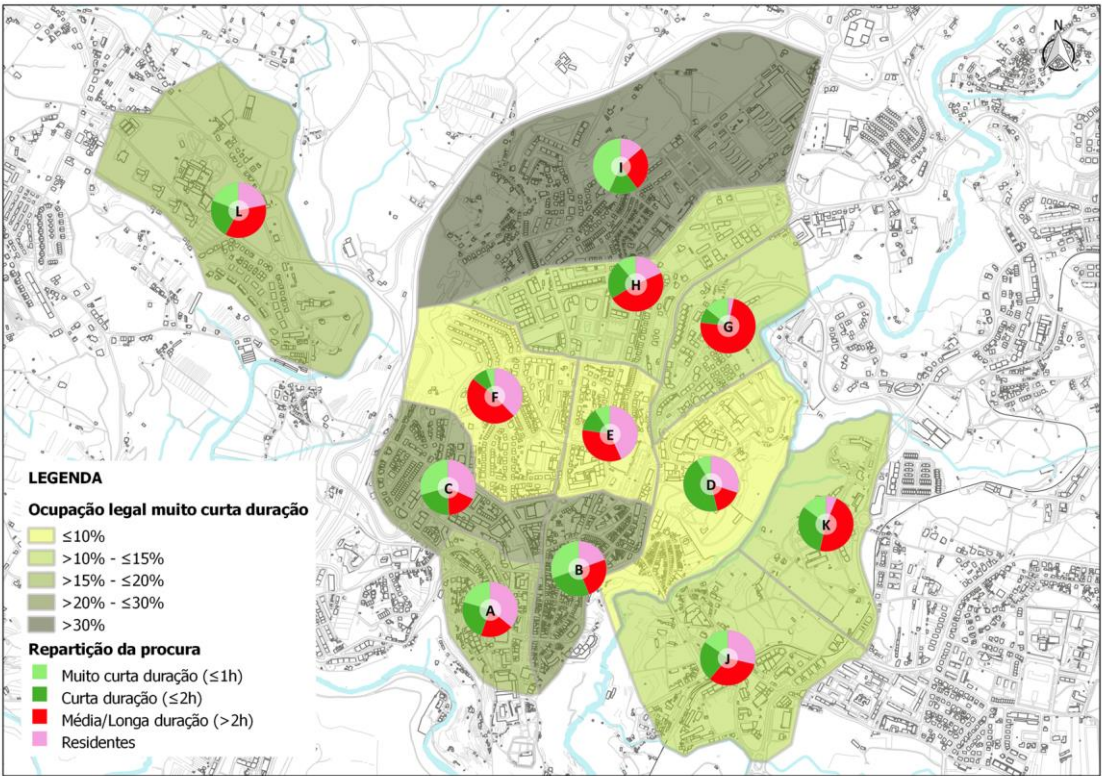 N
I
L
H
G
F
E
C
D
K
B
A
J
LEGENDA
Ocupação legal muito curta duração
≤10%
>10% - ≤15%
>15% - ≤20%
>20% - ≤30%
>30%
Repartição da procura
Muito curta duração (≤1h)
Curta duração (≤2h)
Média/Longa duração (>2h)
Residentes